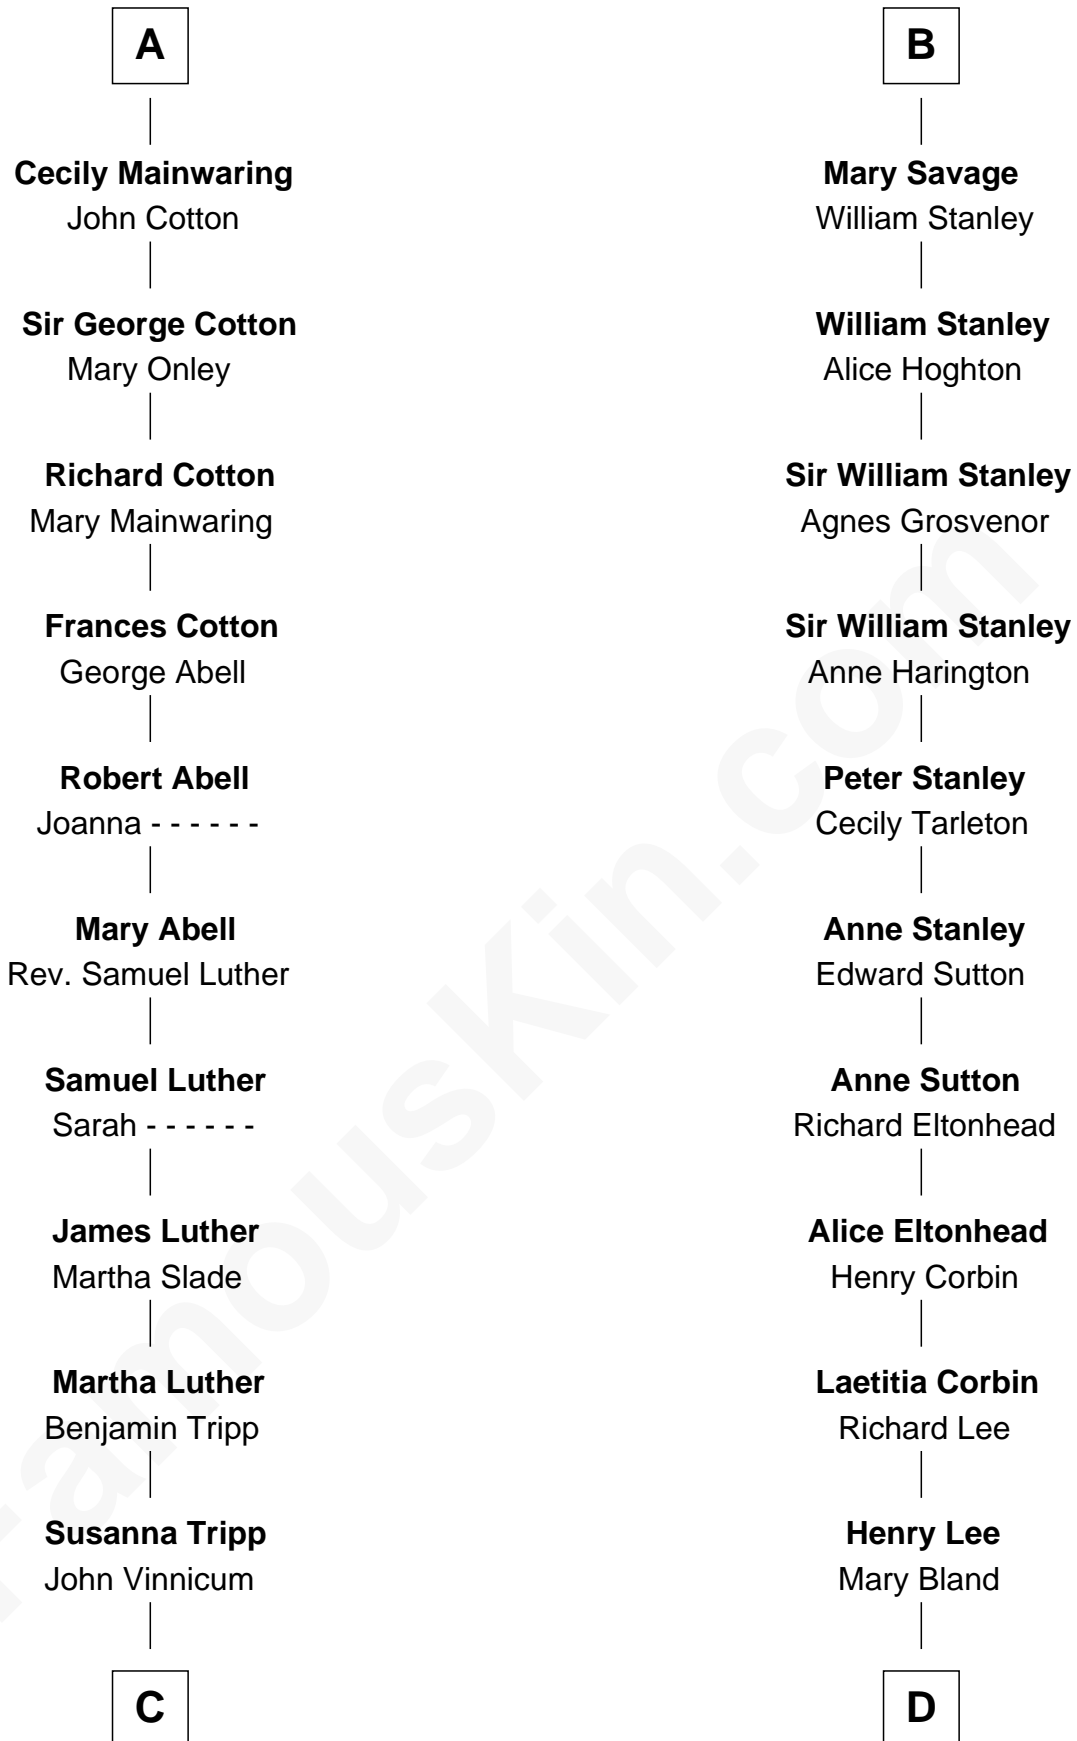 A
Cecily Mainwaring
John Cotton
Sir George Cotton
Mary Onley
Richard Cotton
Mary Mainwaring
Frances Cotton
George Abell
Robert Abell
Joanna - - - - - -
Mary Abell
Rev. Samuel Luther
Samuel Luther
Sarah - - - - - -
James Luther
Martha Slade
Martha Luther
Benjamin Tripp
Susanna Tripp
John Vinnicum
C
B
Mary Savage
William Stanley
William Stanley
Alice Hoghton
Sir William Stanley
Agnes Grosvenor
Sir William Stanley
Anne Harington
Peter Stanley
Cecily Tarleton
Anne Stanley
Edward Sutton
Anne Sutton
Richard Eltonhead
Alice Eltonhead
Henry Corbin
Laetitia Corbin
Richard Lee
Henry Lee
Mary Bland
D
FamousKin.com